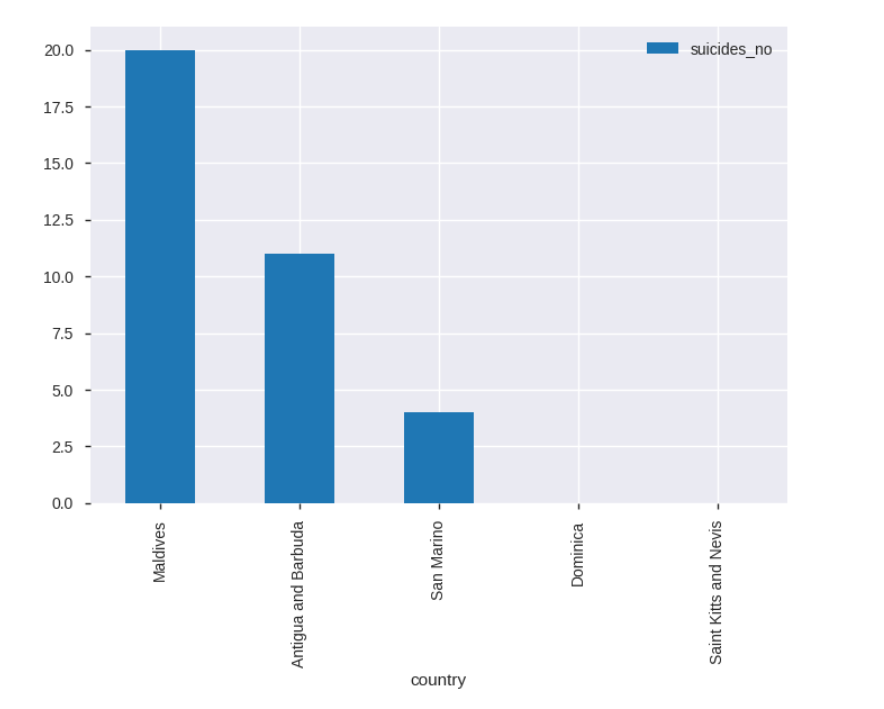 suicides_no
20.0
17.5
15.0
12.5
10.0
7.5
5.0
2.5
0.0
Maldives
Antigua and Barbuda
San Marino
Dominica
Saint Kitts and Nevis
country